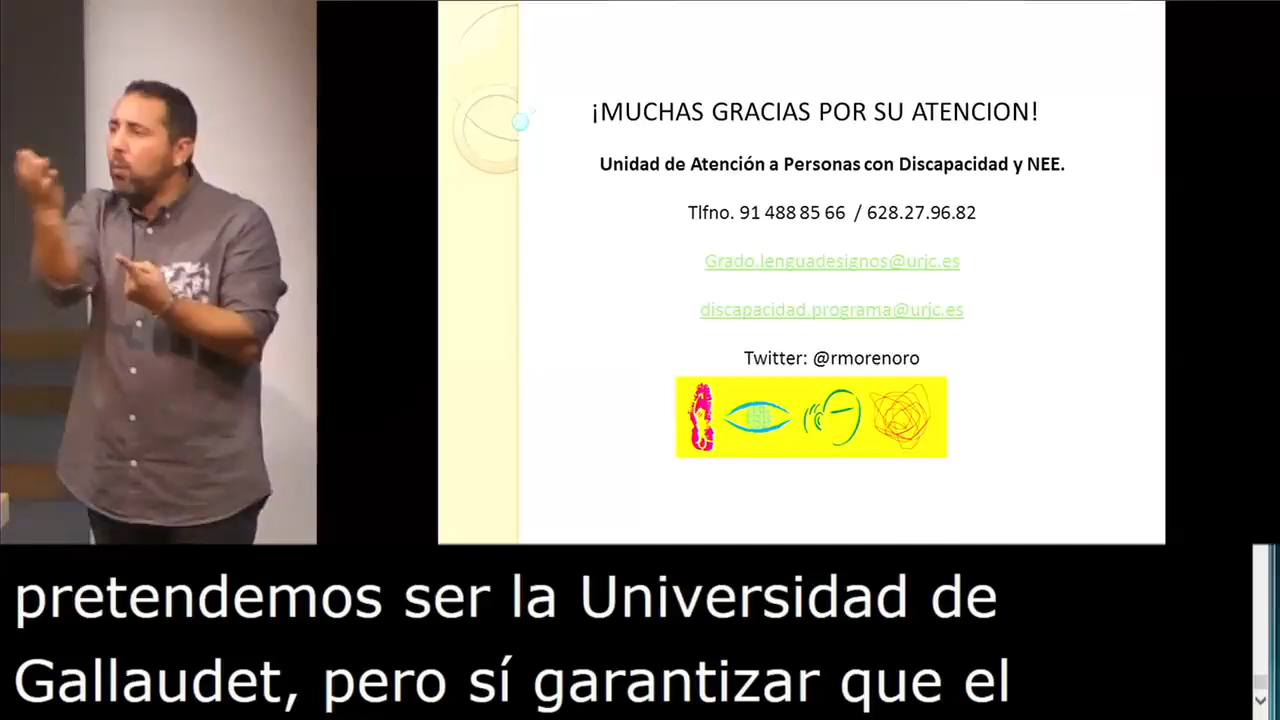 ¡MUCHAS GRACIAS POR SU ATENCION!
Unidad de Atención a Personas con Discapacidad y NEE.
Tlfno. 91 488 85 66 / 628.27.96.82
Grado.lenguadesignos@urjc.es
discapacidad.programa@urjc.es
Twitter: @rmorenoro
pretendemos ser la Universidad de
Gallaudet, pero sí garantizar que el